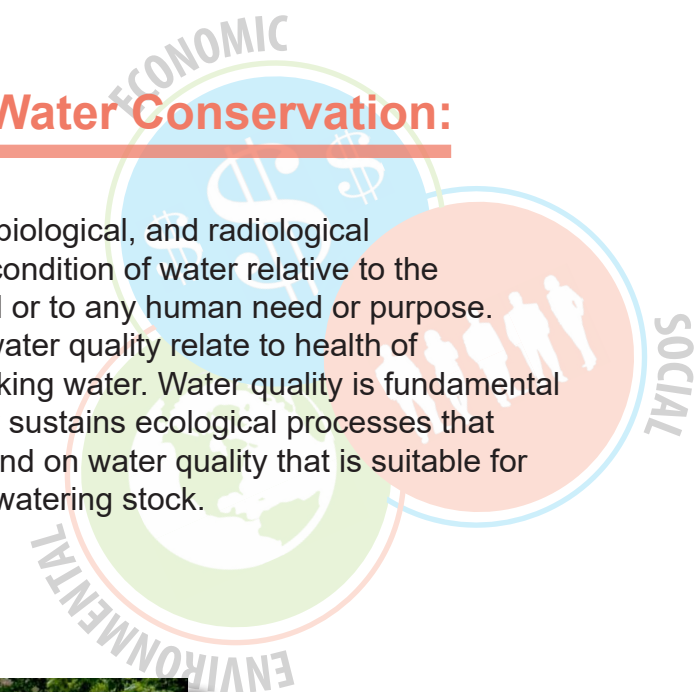 ECONOMIC
Water Conservation:
biological, and radiological
condition of water relative to the
or to any human need or purpose.
water quality relate to health of
king water. Water quality is fundamental
sustains ecological processes that
nd on water quality that is suitable for
watering stock.
SOCIAL
ENVIRONMENTAL